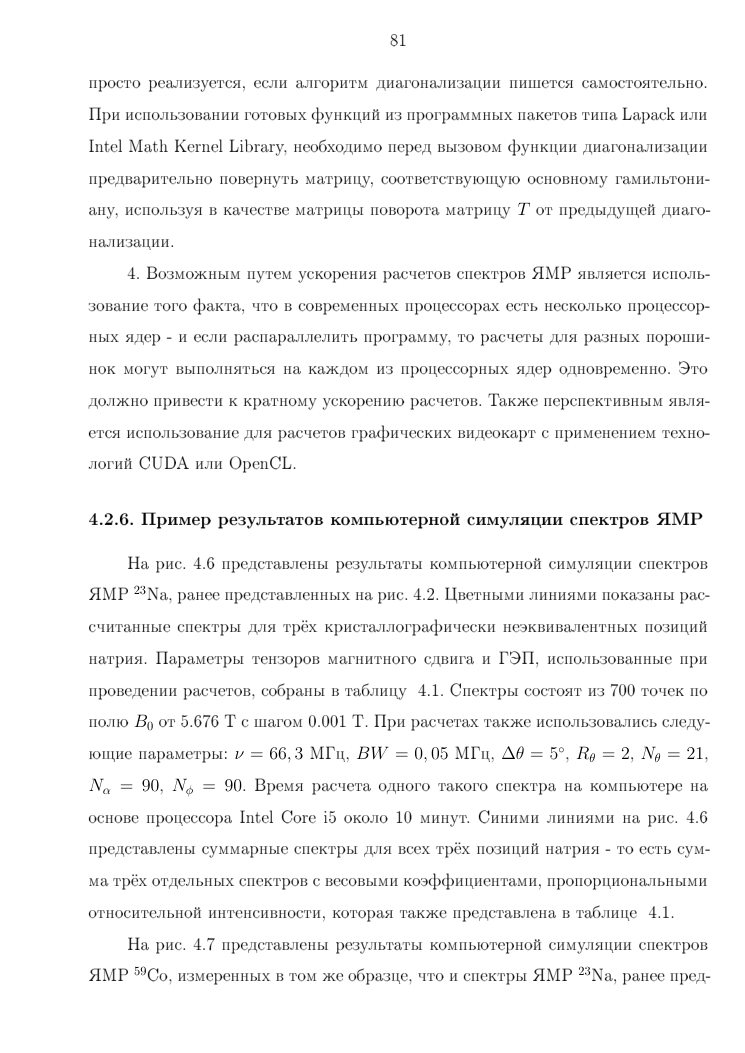 81
просто реализуется, если алгоритм диагонализации пишется самостоятельно.
При использовании готовых функций из программных пакетов типа Lapack или
Intel Math Kernel Library, необходимо перед вызовом функции диагонализации
предварительно повернуть матрицу, соответствующую основному гамильтони-
ану, используя в качестве матрицы поворота матрицу T от предыдущей диаго-
нализации.
4. Возможным путем ускорения расчетов спектров ЯМР является исполь-
зование того факта, что в современных процессорах есть несколько процессор-
ных ядер - и если распараллелить программу, то расчеты для разных пороши-
нок могут выполняться на каждом из процессорных ядер одновременно. Это
должно привести к кратному ускорению расчетов. Также перспективным явля-
ется использование для расчетов графических видеокарт с применением техно-
логий CUDA или OpenCL.
4.2.6. Пример результатов компьютерной симуляции спектров ЯМР
На рис. 4.6 представлены результаты компьютерной симуляции спектров
ЯМР ²³Na, ранее представленных на рис. 4.2. Цветными линиями показаны рас-
считанные спектры для трёх кристаллографически неэквивалентных позиций
натрия. Параметры тензоров магнитного сдвига и ГЭП, использованные при
проведении расчетов, собраны в таблицу 4.1. Спектры состоят из 700 точек по
полю B₀ от 5.676 Т с шагом 0.001 Т. При расчетах также использовались следу-
ющие параметры: ν = 66,3 МГц, BW = 0,05 МГц, Δθ = 5°, R_θ = 2, N_θ = 21,
N_α = 90, N_ϕ = 90. Время расчета одного такого спектра на компьютере на
основе процессора Intel Core i5 около 10 минут. Синими линиями на рис. 4.6
представлены суммарные спектры для всех трёх позиций натрия - то есть сум-
ма трёх отдельных спектров с весовыми коэффициентами, пропорциональными
относительной интенсивности, которая также представлена в таблице 4.1.
На рис. 4.7 представлены результаты компьютерной симуляции спектров
ЯМР ⁵⁹Co, измеренных в том же образце, что и спектры ЯМР ²³Na, ранее пред-